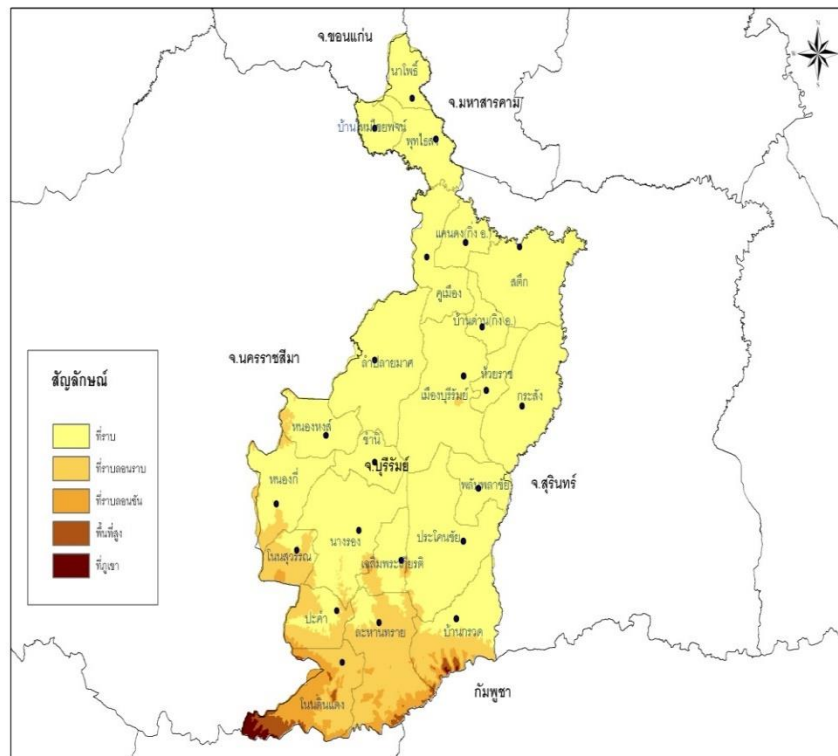 จ.ขอนแก่น
นาโพธิ์
จ.มหาสารคาม
บ้านใหม่ไชยพจน์
พุทไธสง
แคนดง(กิ่ง อ.)
สตึก
คูเมือง
บ้านด่าน(กิ่ง อ.)
จ.นครราชสีมา
ลำปลายมาศ
ห้วยราช
เมืองบุรีรัมย์
กระสัง
หนองหงส์
ชำนิ
จ.บุรีรัมย์
หนองกี่
พลับพลาชัย
จ.สุรินทร์
นางรอง
ประโคนชัย
โนนสุวรรณ
เฉลิมพระเกียรติ
ปะคำ
ละหานทราย
บ้านกรวด
โนนดินแดง
กัมพูชา
สัญลักษณ์
ที่ราบ
ที่ราบลอนราบ
ที่ราบลอนชัน
พื้นที่สูง
ที่ภูเขา
N